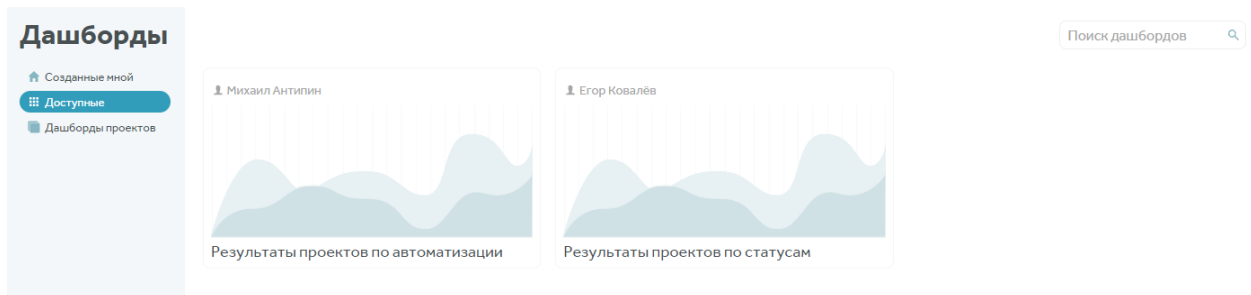 Дашборды
Поиск дашбордов
Созданные мной
Доступные
Дашборды проектов
Михаил Антипин
Результаты проектов по автоматизации
Егор Ковалёв
Результаты проектов по статусам